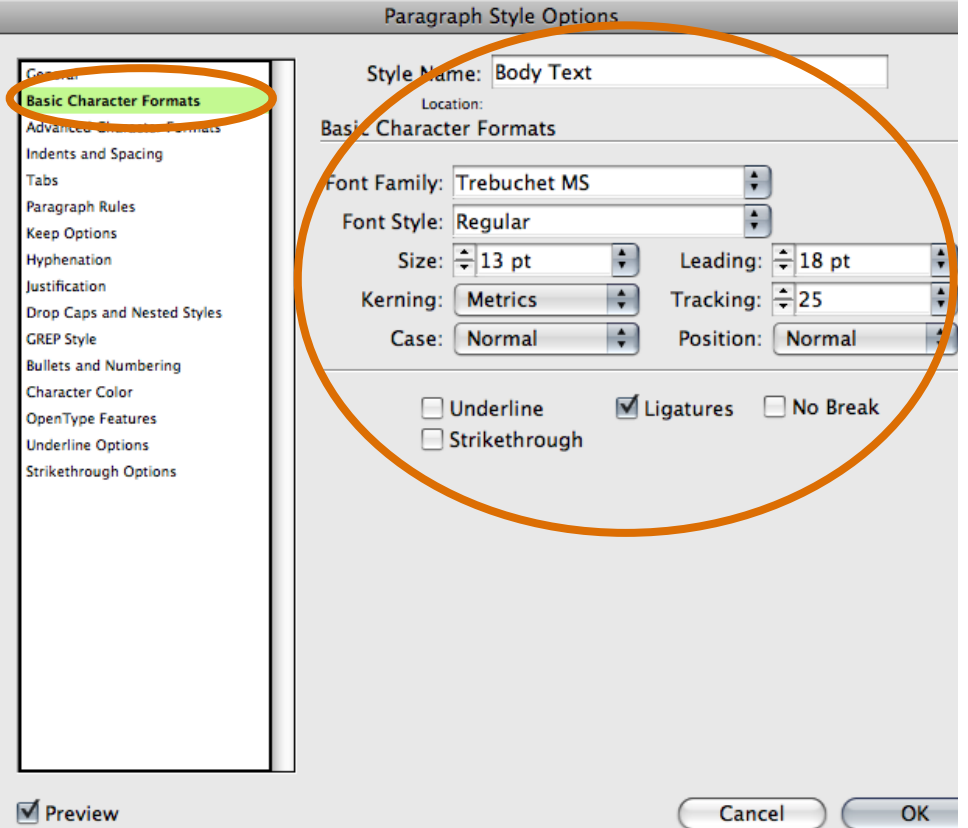 Paragraph Style Options
General
Basic Character Formats
Advanced Character Formats
Indents and Spacing
Tabs
Paragraph Rules
Keep Options
Hyphenation
Justification
Drop Caps and Nested Styles
GREP Style
Bullets and Numbering
Character Color
OpenType Features
Underline Options
Strikethrough Options
Style Name: Body Text
Location:
Basic Character Formats
Font Family: Trebuchet MS
Font Style: Regular
Size: 13 pt Leading: 18 pt
Kerning: Metrics Tracking: 25
Case: Normal Position: Normal
Underline Ligatures No Break
Strikethrough
Preview Cancel OK